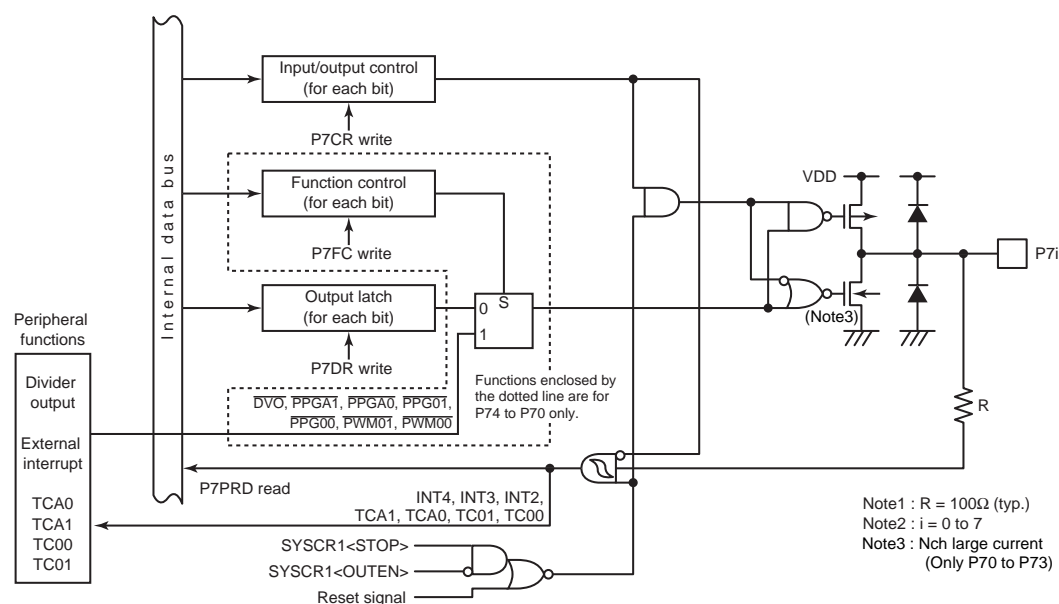 Internal data bus
Input/output control
(for each bit)
P7CR write
Function control
(for each bit)
P7FC write
Output latch
(for each bit)
P7DR write
S
0
1
Functions enclosed by
the dotted line are for
P74 to P70 only.
DVO, PPGA1, PPGA0, PPG01,
PPG00, PWM01, PWM00
Peripheral
functions
Divider
output
External
interrupt
TCA0
TCA1
TC00
TC01
P7PRD read
INT4, INT3, INT2,
TCA1, TCA0, TC01, TC00
SYSCR1<STOP>
SYSCR1<OUTEN>
Reset signal
VDD
(Note3)
P7i
R
Note1 : R = 100Ω (typ.)
Note2 : i = 0 to 7
Note3 : Nch large current
(Only P70 to P73)